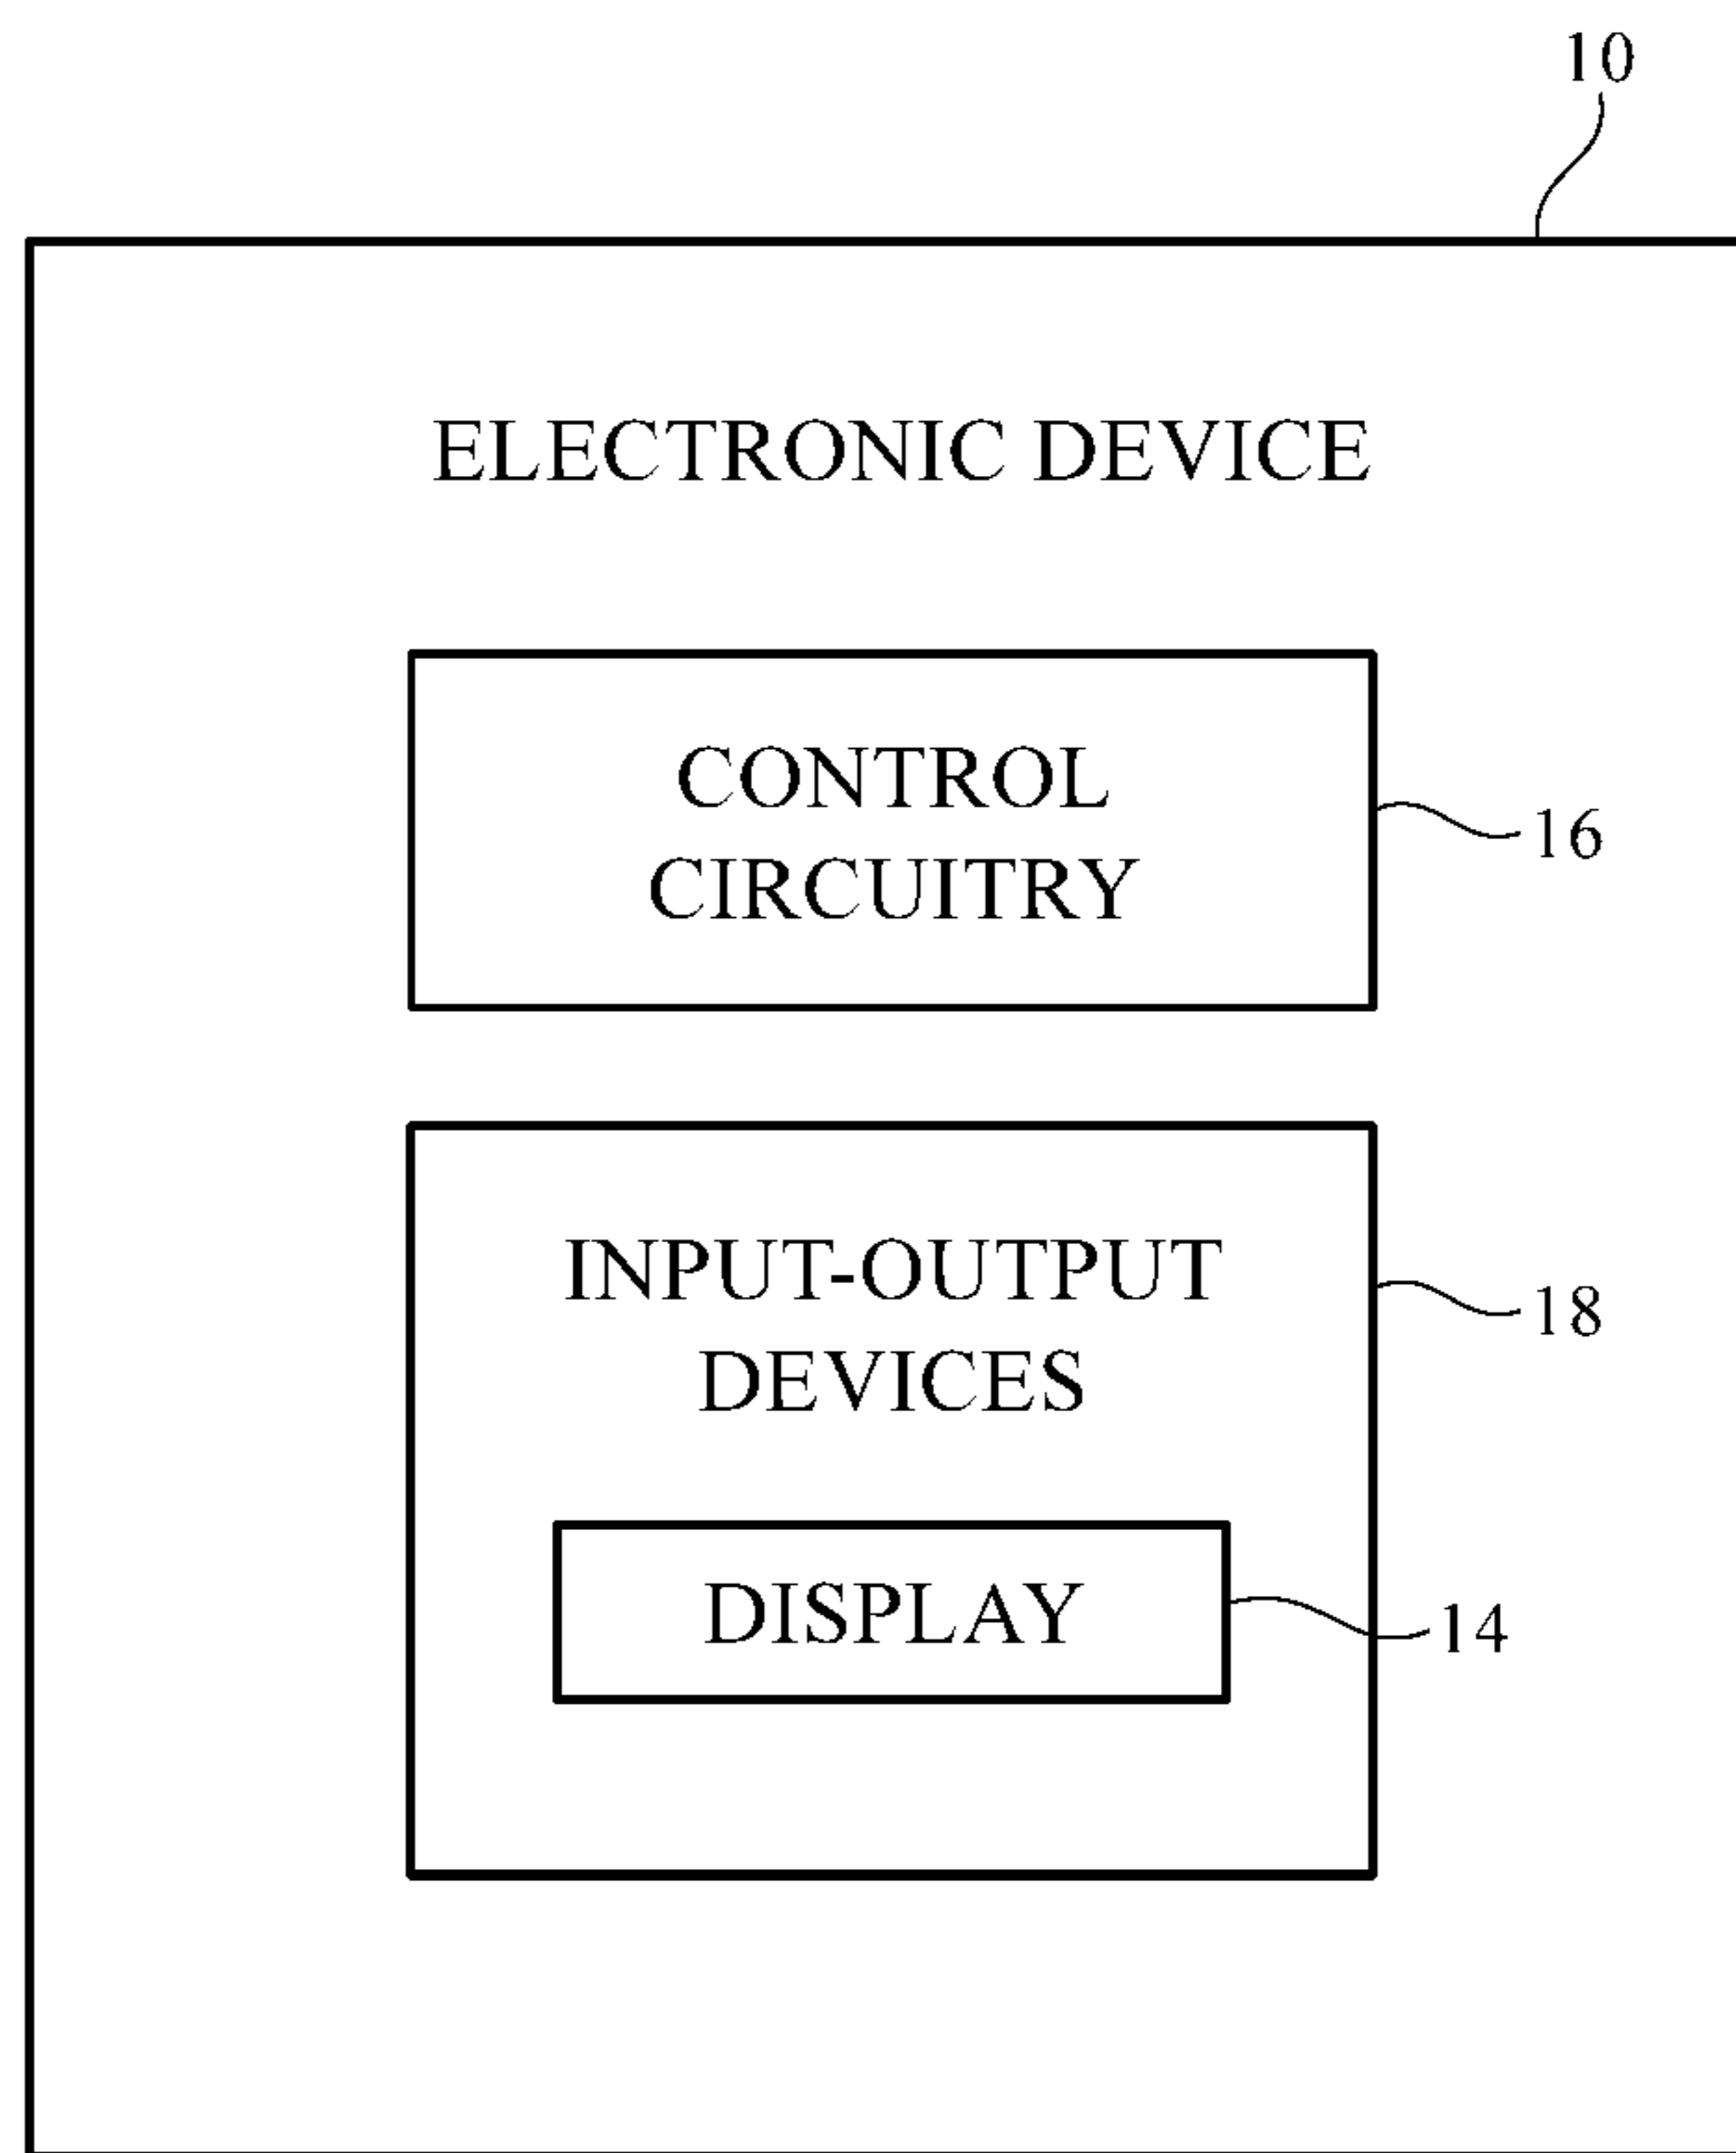 10
ELECTRONIC DEVICE
CONTROL
CIRCUITRY
16
INPUT-OUTPUT
DEVICES
18
DISPLAY
14